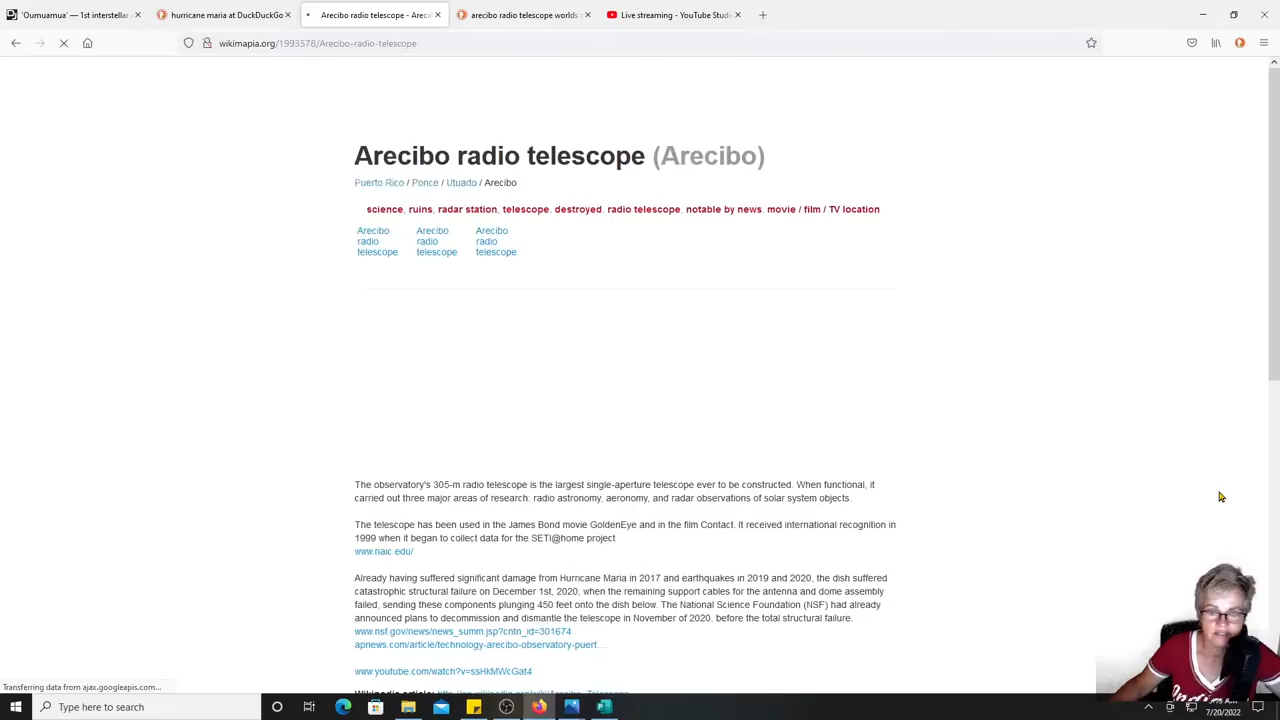 'Oumuamua — 1st interstellar
hurricane maria at DuckDuckGo
Arecibo radio telescope - Areci
arecibo radio telescope worlds
Live streaming - YouTube Studi
wikimapia.org/1993578/Arecibo-radio-telescope
Arecibo radio telescope (Arecibo)
Puerto Rico / Ponce / Utuado / Arecibo
science, ruins, radar station, telescope, destroyed, radio telescope, notable by news, movie / film / TV location
Arecibo Arecibo Arecibo
radio radio radio
telescope telescope telescope
The observatory's 305-m radio telescope is the largest single-aperture telescope ever to be constructed. When functional, it
carried out three major areas of research: radio astronomy, aeronomy, and radar observations of solar system objects.
The telescope has been used in the James Bond movie GoldenEye and in the film Contact. It received international recognition in
1999 when it began to collect data for the SETI@home project
www.naic.edu/
Already having suffered significant damage from Hurricane Maria in 2017 and earthquakes in 2019 and 2020, the dish suffered
catastrophic structural failure on December 1st, 2020, when the remaining support cables for the antenna and dome assembly
failed, sending these components plunging 450 feet onto the dish below. The National Science Foundation (NSF) had already
announced plans to decommission and dismantle the telescope in November of 2020, before the total structural failure.
www.nsf.gov/news/news_summ.jsp?cntn_id=301674
apnews.com/article/technology-arecibo-observatory-puert...
www.youtube.com/watch?v=ssHkMWcGat4
Wikipedia article: http://en.wikipedia.org/wiki/Arecibo_Telescope
Transferring data from ajax.googleapis.com...
Type here to search
7/20/2022